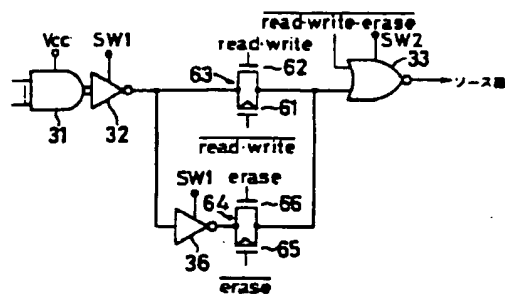 read·write·erase
Vcc
SW1
read·write
SW2
33
62
63
ソース線
31
32
61
read·write
SW1
erase
64
66
36
65
erase